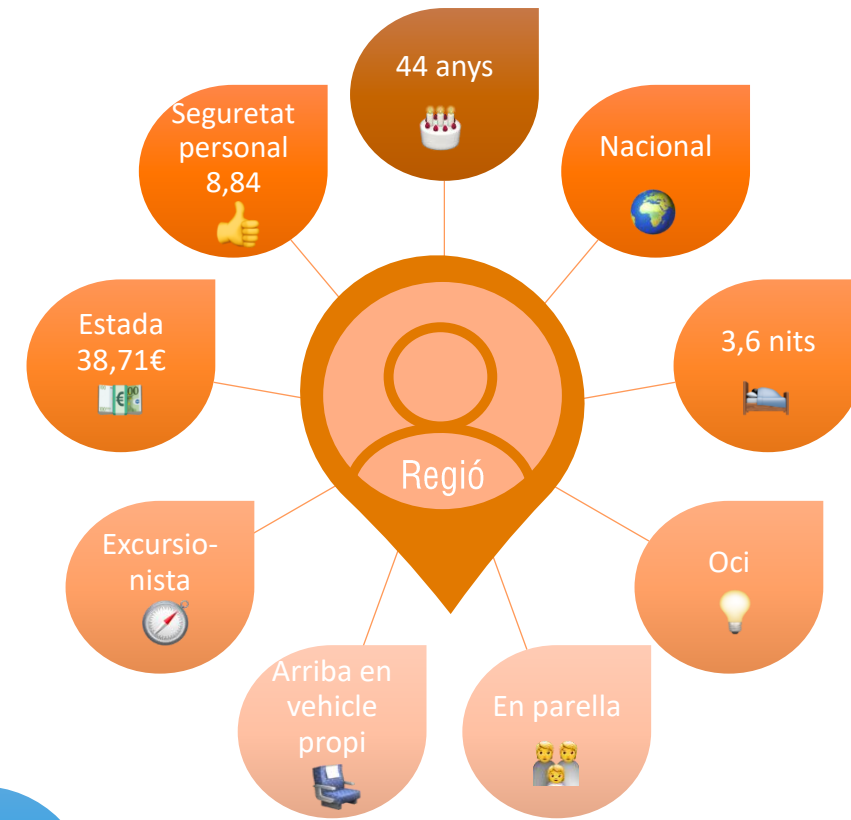 44 anys
Nacional
3,6 nits
Oci
En parella
Arriba en
vehicle
propi
Excursio-
nista
Estada
38,71€
Seguretat
personal
8,84
Regió